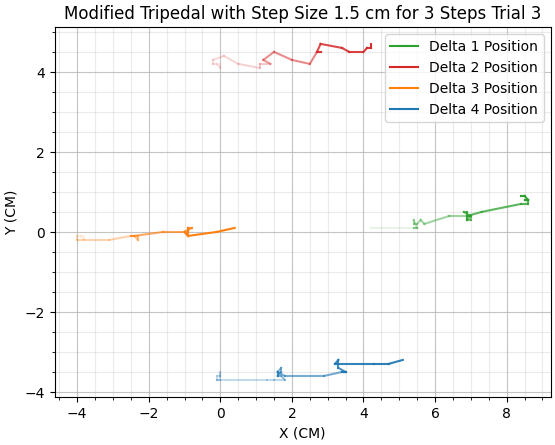 Modified Tripedal with Step Size 1.5 cm for 3 Steps Trial 3
Delta 1 Position
Delta 2 Position
Delta 3 Position
Delta 4 Position
Y (CM)
4
2
0
−2
−4
−4 −2 0 2 4 6 8
X (CM)